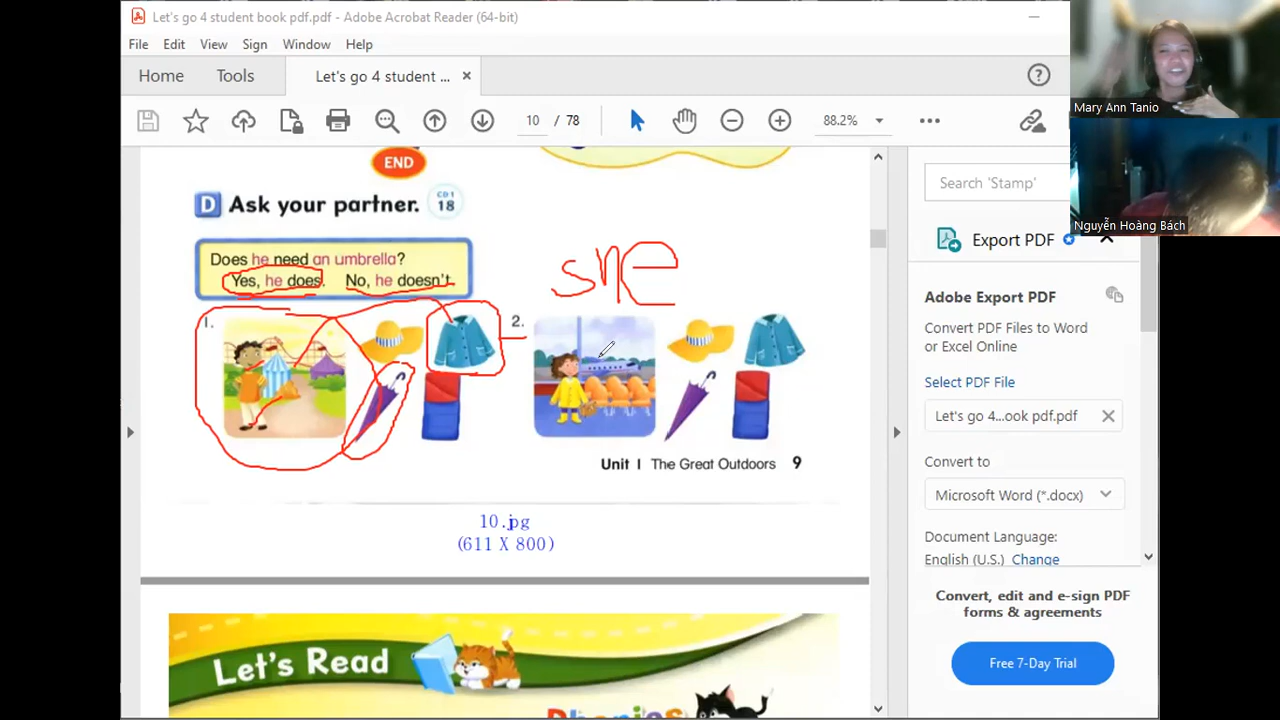 Let's go 4 student book pdf.pdf - Adobe Acrobat Reader (64-bit)
File Edit View Sign Window Help
Home Tools Let's go 4 student ... ×
10 / 78 88.2%
END
D Ask your partner. CD1 18
Does he need an umbrella?
Yes, he does. No, he doesn't.
she
1.
2.
Unit 1 The Great Outdoors 9
10.jpg
(611 X 800)
Let's Read
Phonics
Mary Ann Tanio
Nguyễn Hoàng Bách
Search 'Stamp'
Export PDF
Adobe Export PDF
Convert PDF Files to Word
or Excel Online
Select PDF File
Let's go 4...ook pdf.pdf
Convert to
Microsoft Word (*.docx)
Document Language:
English (U.S.) Change
Convert, edit and e-sign PDF
forms & agreements
Free 7-Day Trial